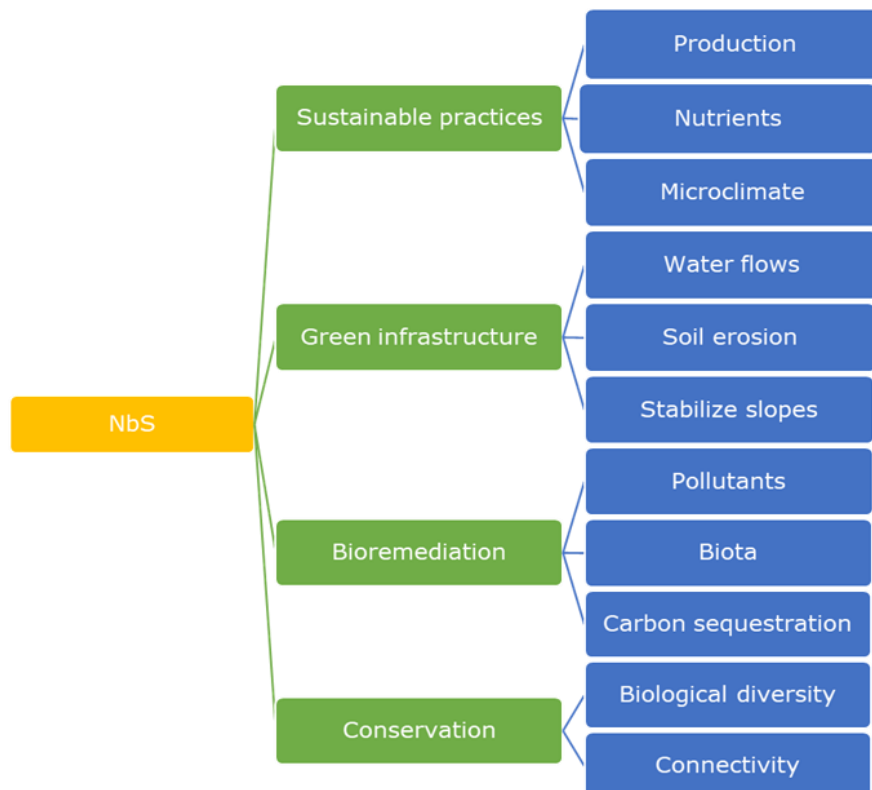 NbS
Sustainable practices
Production
Nutrients
Microclimate
Green infrastructure
Water flows
Soil erosion
Stabilize slopes
Bioremediation
Pollutants
Biota
Carbon sequestration
Conservation
Biological diversity
Connectivity